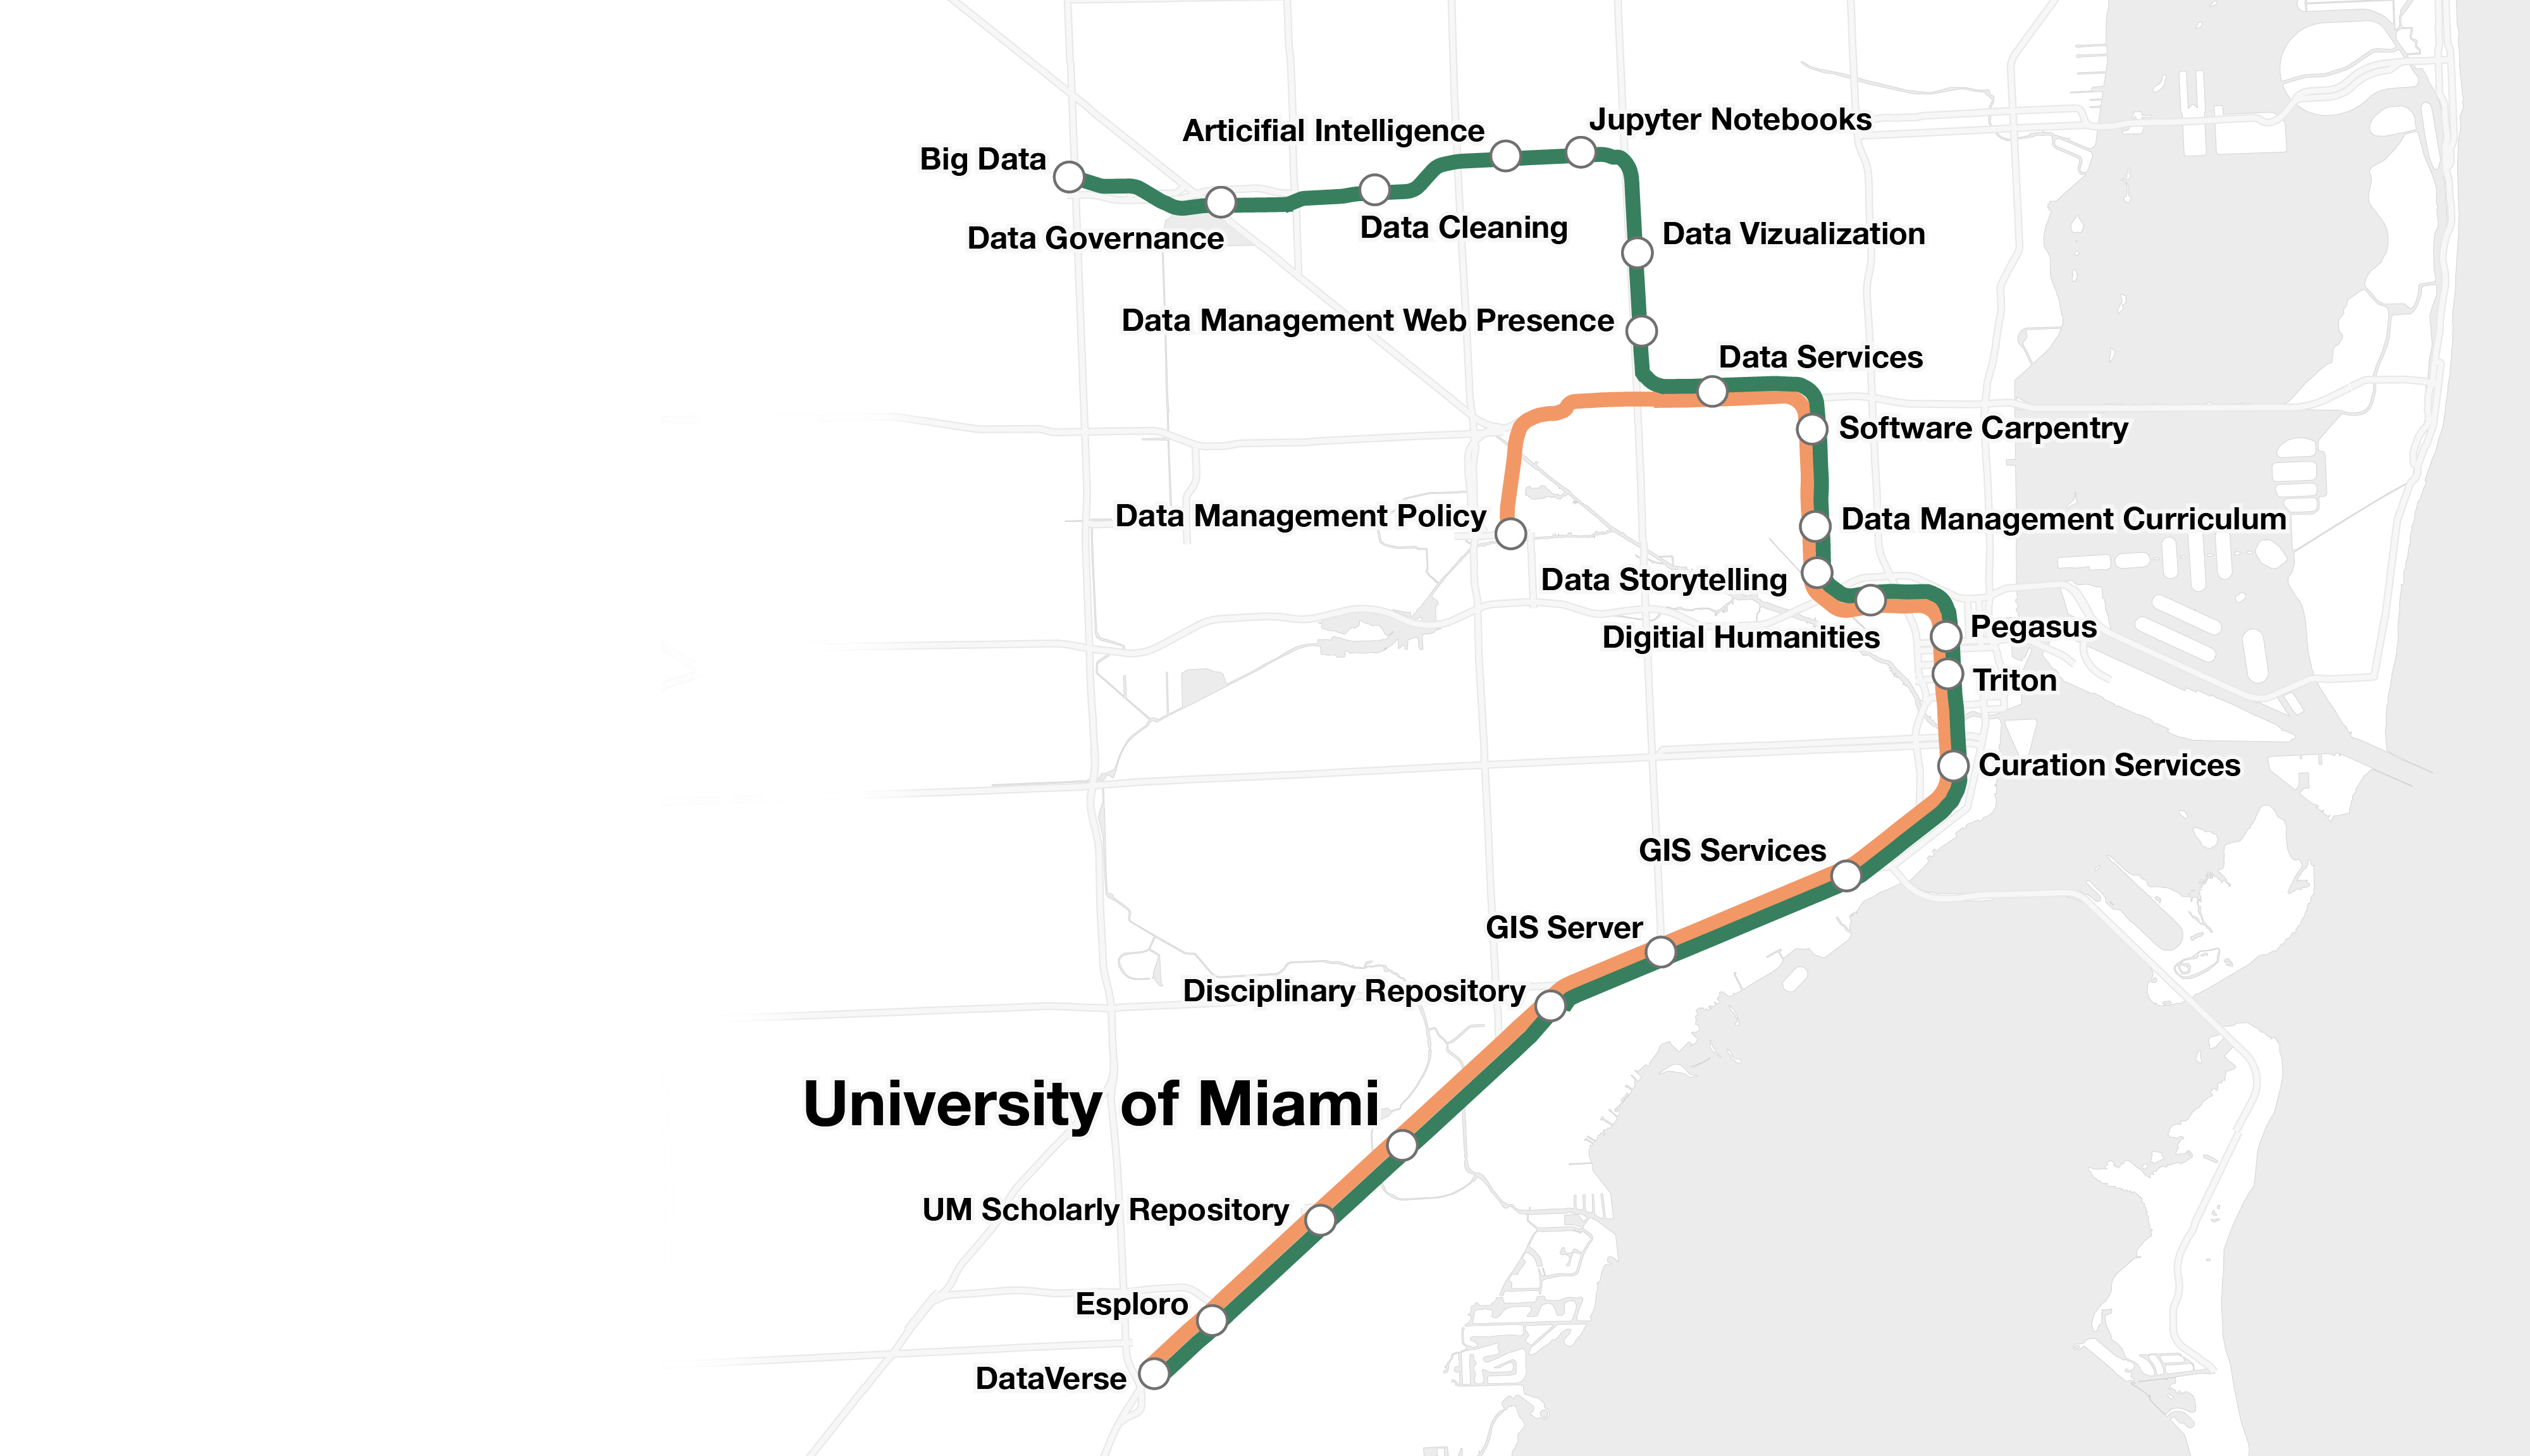 Jupyter Notebooks
Articifial Intelligence
Big Data
Data Cleaning
Data Governance
Data Vizualization
Data Management Web Presence
Data Services
Software Carpentry
Data Management Policy
Data Management Curriculum
Data Storytelling
Digitial Humanities
Pegasus
Triton
Curation Services
GIS Services
GIS Server
Disciplinary Repository
University of Miami
UM Scholarly Repository
Esploro
DataVerse